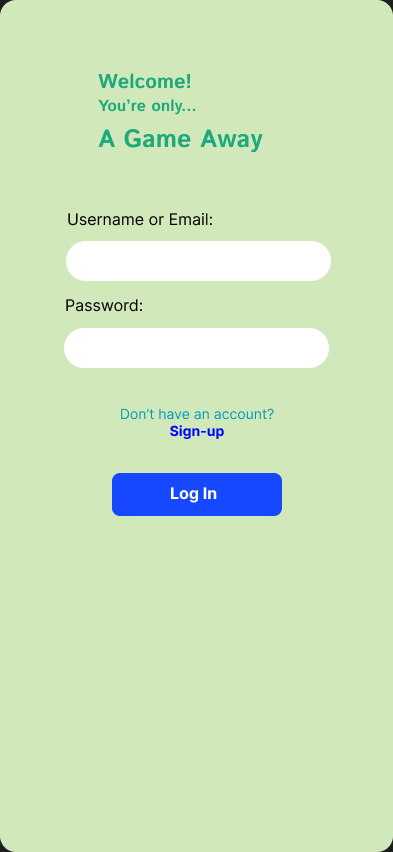 Welcome!
You're only...
A Game Away
Username or Email:
Password:
Don't have an account?
Sign-up
Log In